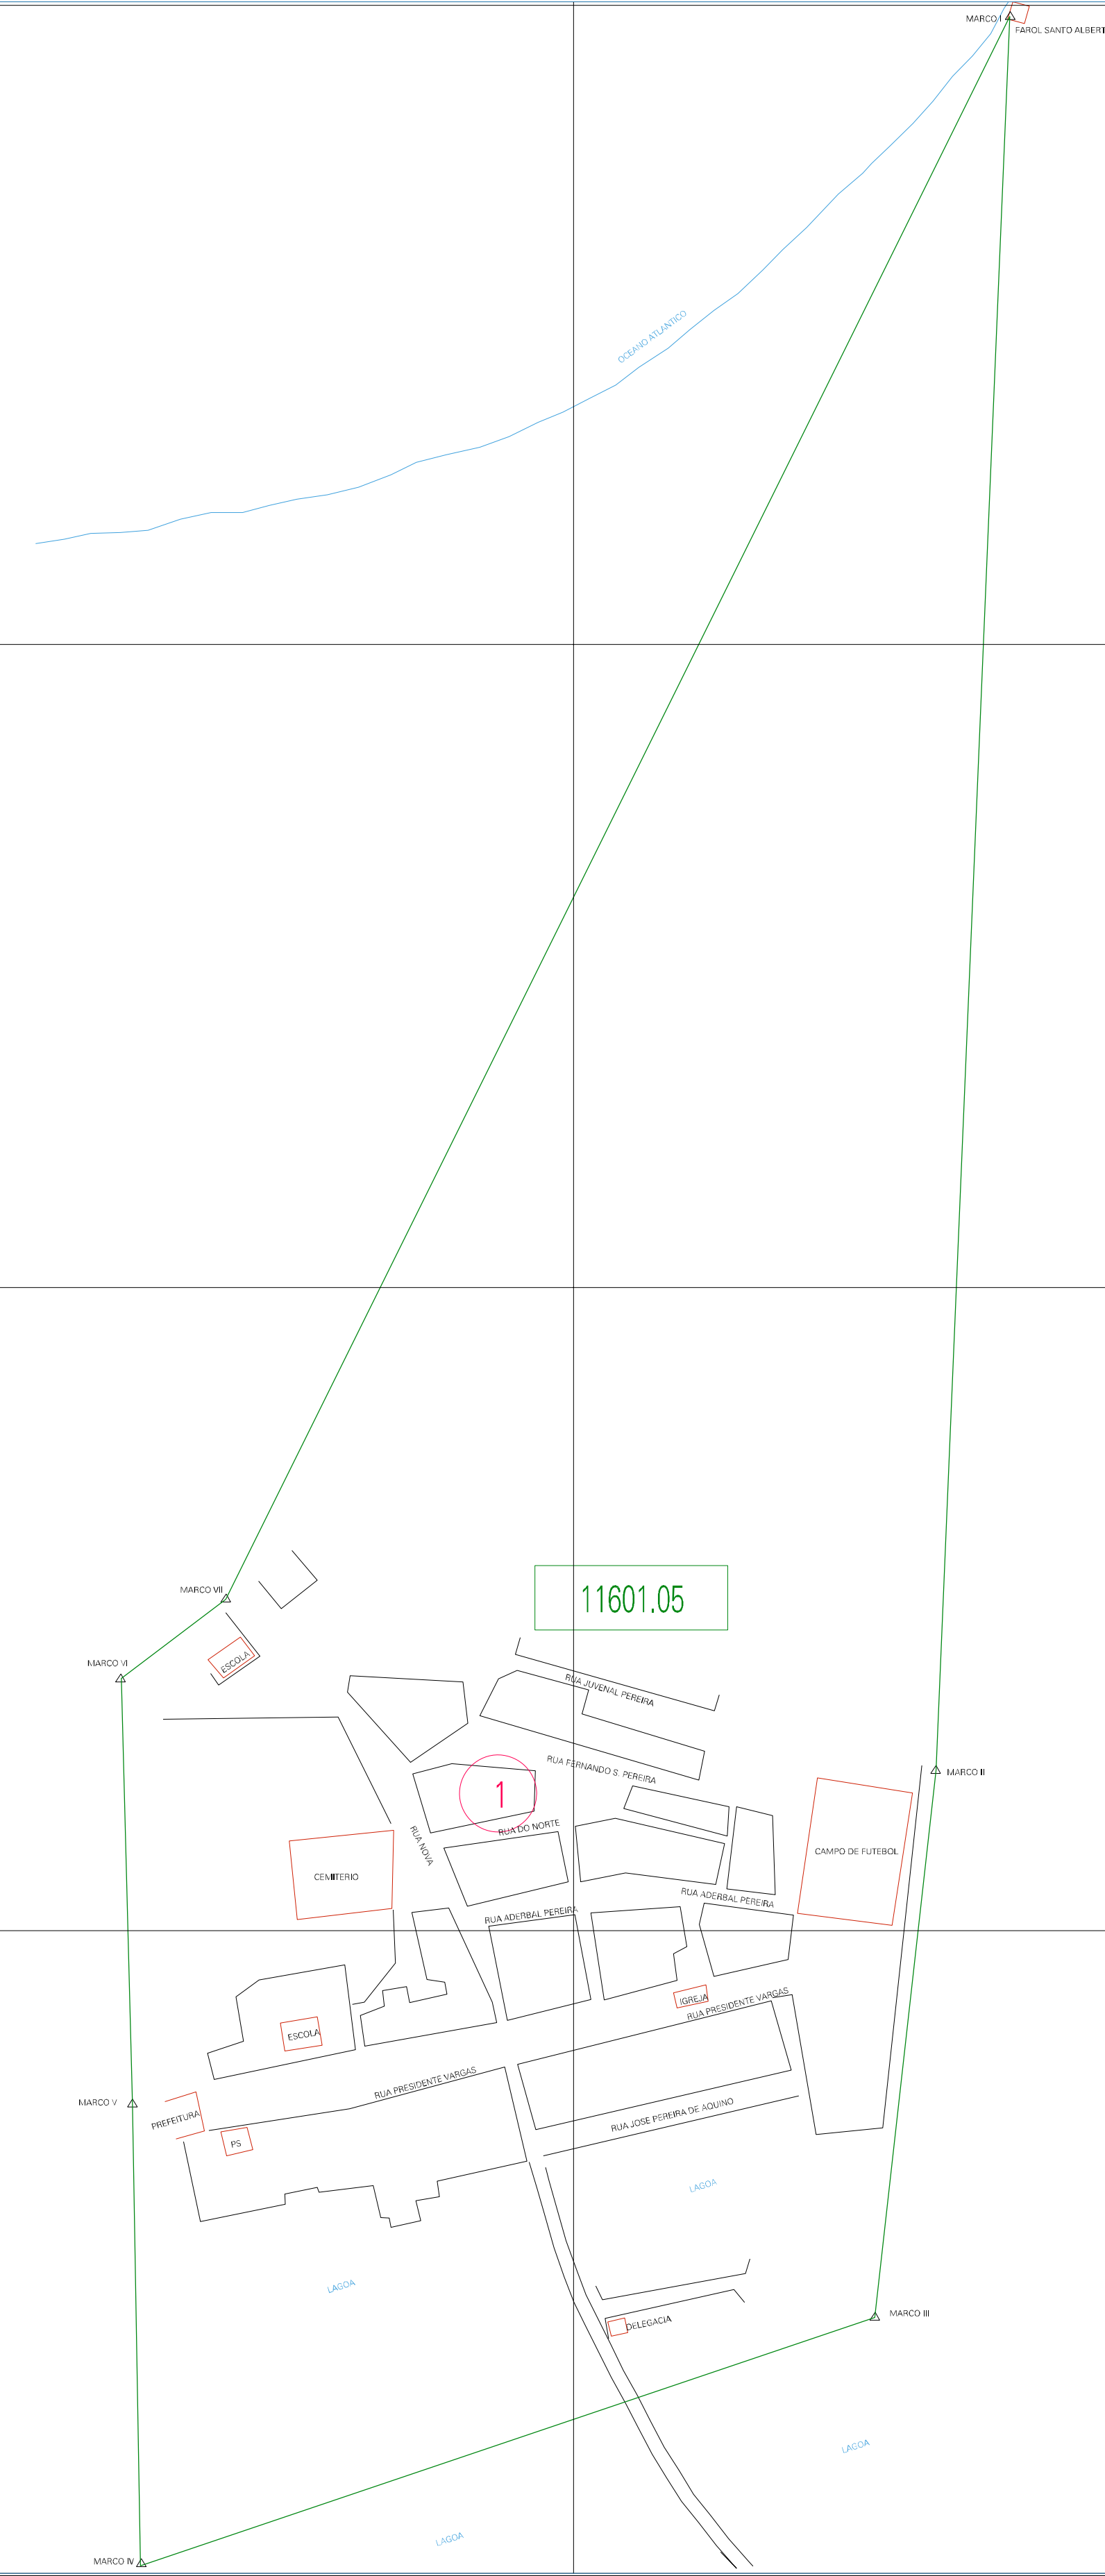 MARCO I
FAROL SANTO ALBERT
OCEANO ATLANTICO
MARCO VII
11601.05
ESCOLA
MARCO VI
RUA JUVENAL PEREIRA
RUA FERNANDO S. PEREIRA
MARCO II
1
RUA DO NORTE
RUA NOVA
CAMPO DE FUTEBOL
CEMITERIO
RUA ADERBAL PEREIRA
RUA ADERBAL PEREIRA
IGREJA
RUA PRESIDENTE VARGAS
ESCOLA
RUA PRESIDENTE VARGAS
MARCO V
PREFEITURA
RUA JOSE PEREIRA DE AQUINO
PS
LAGOA
LAGOA
MARCO III
DELEGACIA
LAGOA
LAGOA
MARCO IV